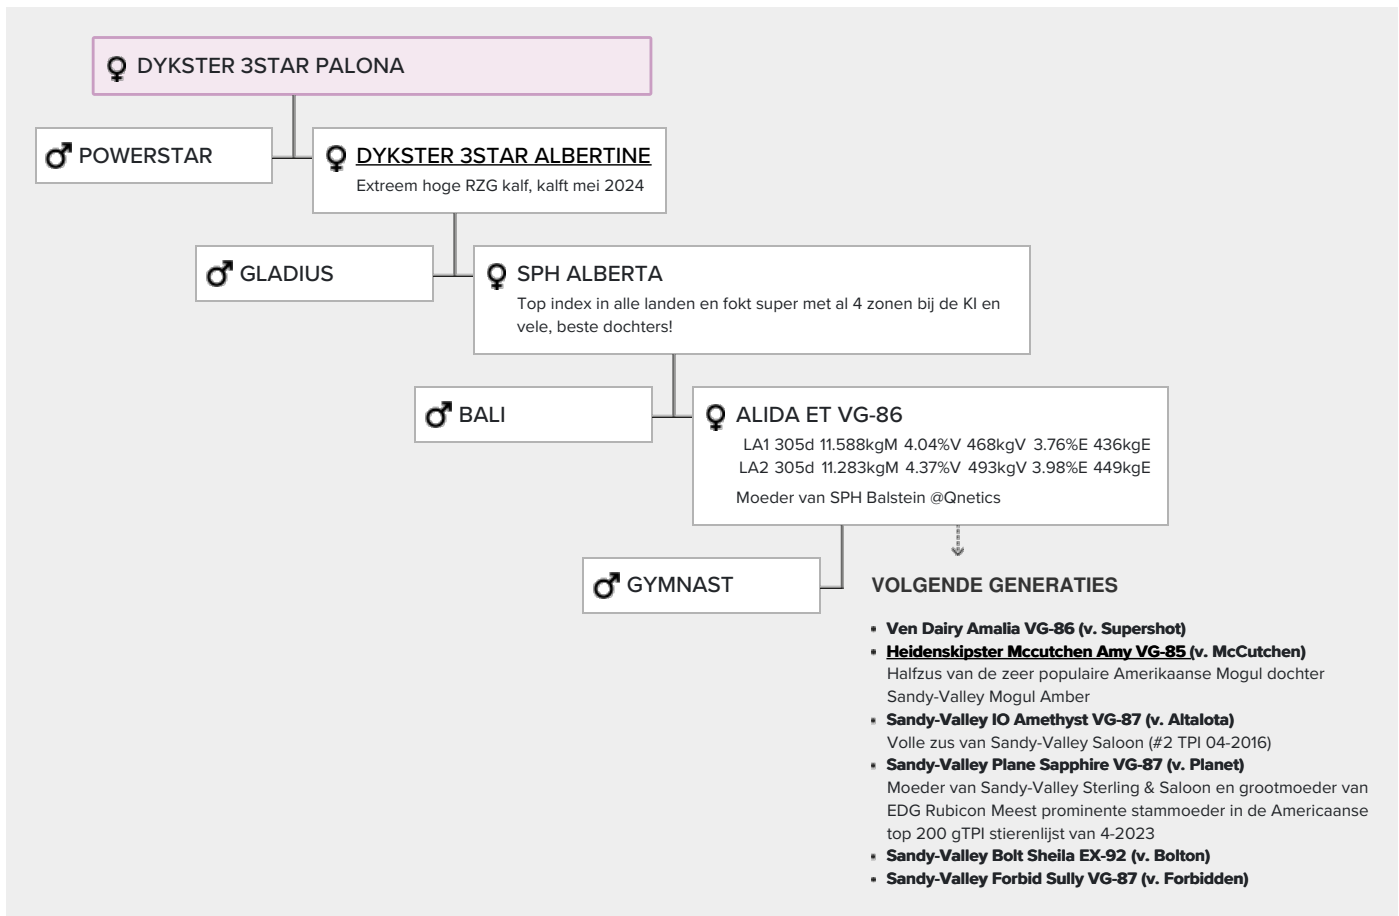 DYKSTER 3STAR PALONA
POWERSTAR
DYKSTER 3STAR ALBERTINE
Extreem hoge RZG kalf, kalft mei 2024
GLADIUS
SPH ALBERTA
Top index in alle landen en fokt super met al 4 zonen bij de KI en
vele, beste dochters!
BALI
ALIDA ET VG-86
LA1 305d 11.588kgM 4.04%V 468kgV 3.76%E 436kgE
LA2 305d 11.283kgM 4.37%V 493kgV 3.98%E 449kgE
Moeder van SPH Balstein @Qnetics
GYMNAST
VOLGENDE GENERATIES
Ven Dairy Amalia VG-86 (v. Supershot)
Heidenskipster Mccutchen Amy VG-85 (v. McCutchen)
Halfzus van de zeer populaire Amerikaanse Mogul dochter
Sandy-Valley Mogul Amber
Sandy-Valley IO Amethyst VG-87 (v. Altalota)
Volle zus van Sandy-Valley Saloon (#2 TPI 04-2016)
Sandy-Valley Plane Sapphire VG-87 (v. Planet)
Moeder van Sandy-Valley Sterling & Saloon en grootmoeder van
EDG Rubicon Meest prominente stammoeder in de Americaanse
top 200 gTPI stierenlijst van 4-2023
Sandy-Valley Bolt Sheila EX-92 (v. Bolton)
Sandy-Valley Forbid Sully VG-87 (v. Forbidden)